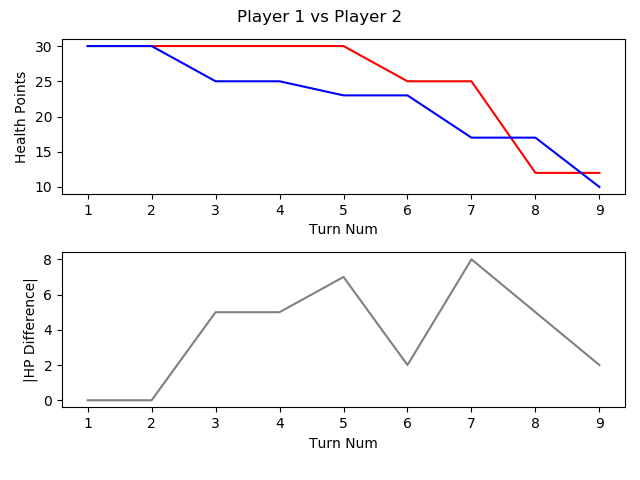 Player 1 vs Player 2
Health Points
30
25
20
15
10
1 2 3 4 5 6 7 8 9
Turn Num
|HP Difference|
8
6
4
2
0
1 2 3 4 5 6 7 8 9
Turn Num